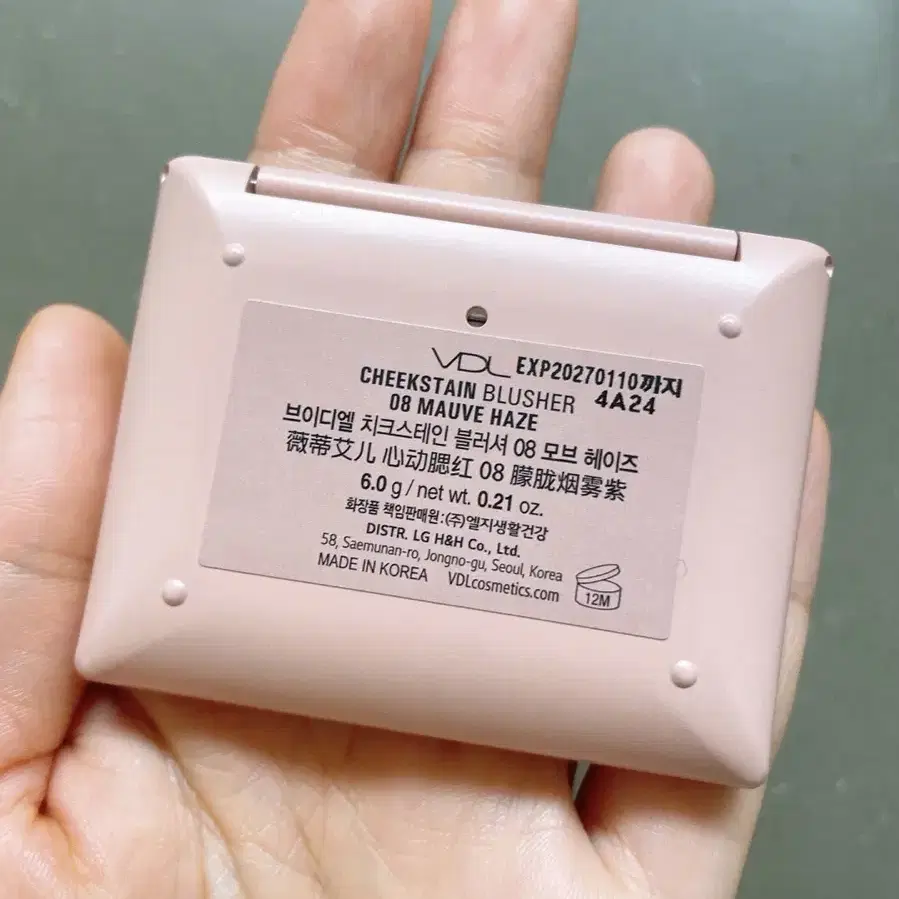 VDL EXP20270110까지
CHEEKSTAIN BLUSHER 4A24
08 MAUVE HAZE
브이디엘 치크스테인 블러셔 08 모브 헤이즈
薇蒂艾儿 心动腮红 08 朦胧烟雾紫
6.0 g / net wt. 0.21 oz.
화장품 책임판매원 : (주)엘지생활건강
DISTR. LG H&H Co., Ltd.
58, Saemunan-ro, Jongno-gu, Seoul, Korea
MADE IN KOREA VDLcosmetics.com
12M